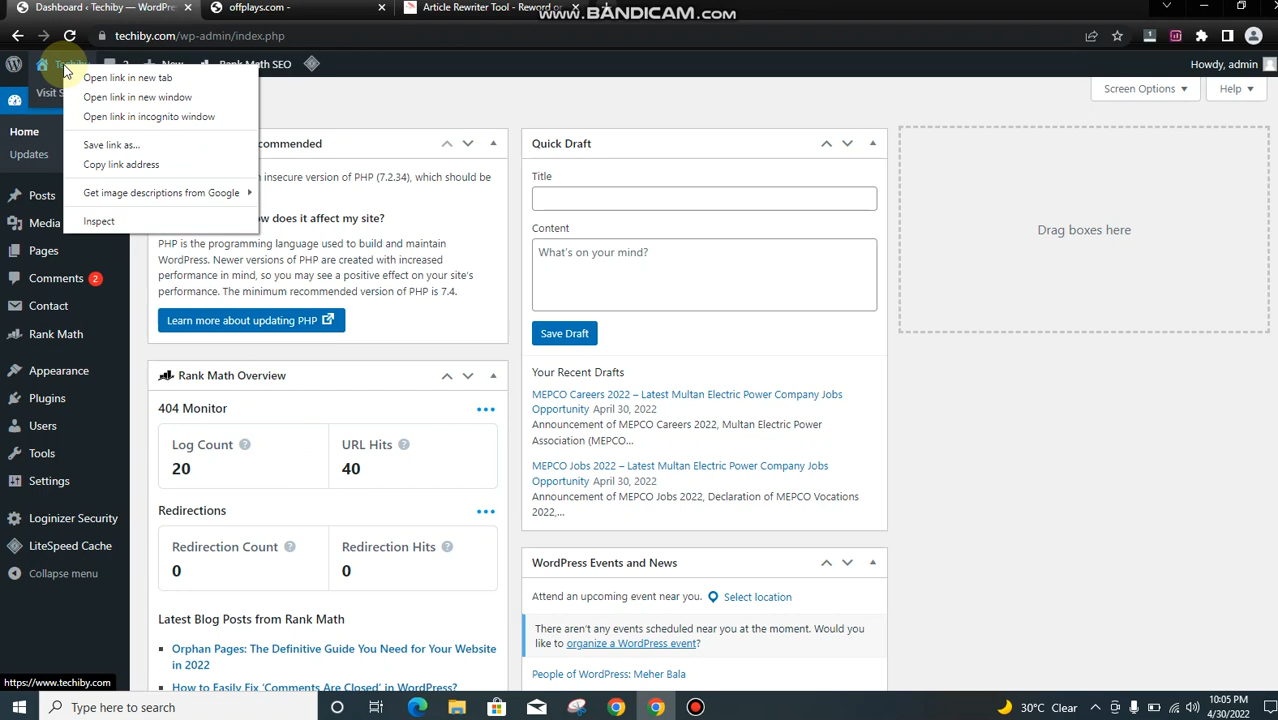 Dashboard ‹ Techiby — WordPre
offplays.com -
Article Rewriter Tool - Reword or
www.BANDICAM.com
techiby.com/wp-admin/index.php
Techiby
2
New
Rank Math SEO
Howdy, admin
Visit S
Open link in new tab
Open link in new window
Open link in incognito window
Save link as...
Copy link address
Get image descriptions from Google
Inspect
Screen Options
Help
Home
Updates
Posts
Media
Pages
Comments 2
Contact
Rank Math
Appearance
Plugins
Users
Tools
Settings
Loginizer Security
LiteSpeed Cache
Collapse menu
commended
insecure version of PHP (7.2.34), which should be
w does it affect my site?
PHP is the programming language used to build and maintain
WordPress. Newer versions of PHP are created with increased
performance in mind, so you may see a positive effect on your site's
performance. The minimum recommended version of PHP is 7.4.
Learn more about updating PHP
Rank Math Overview
404 Monitor
Log Count
20
URL Hits
40
Redirections
Redirection Count
0
Redirection Hits
0
Latest Blog Posts from Rank Math
Orphan Pages: The Definitive Guide You Need for Your Website
in 2022
How to Easily Fix 'Comments Are Closed' in WordPress?
Quick Draft
Title
Content
What's on your mind?
Save Draft
Your Recent Drafts
MEPCO Careers 2022 – Latest Multan Electric Power Company Jobs
Opportunity April 30, 2022
Announcement of MEPCO Careers 2022, Multan Electric Power
Association (MEPCO...
MEPCO Jobs 2022 – Latest Multan Electric Power Company Jobs
Opportunity April 30, 2022
Announcement of MEPCO Jobs 2022, Declaration of MEPCO Vocations
2022,...
WordPress Events and News
Attend an upcoming event near you. Select location
There aren't any events scheduled near you at the moment. Would you
like to organize a WordPress event?
People of WordPress: Meher Bala
Drag boxes here
https://www.techiby.com
Type here to search
30°C Clear
10:05 PM
4/30/2022